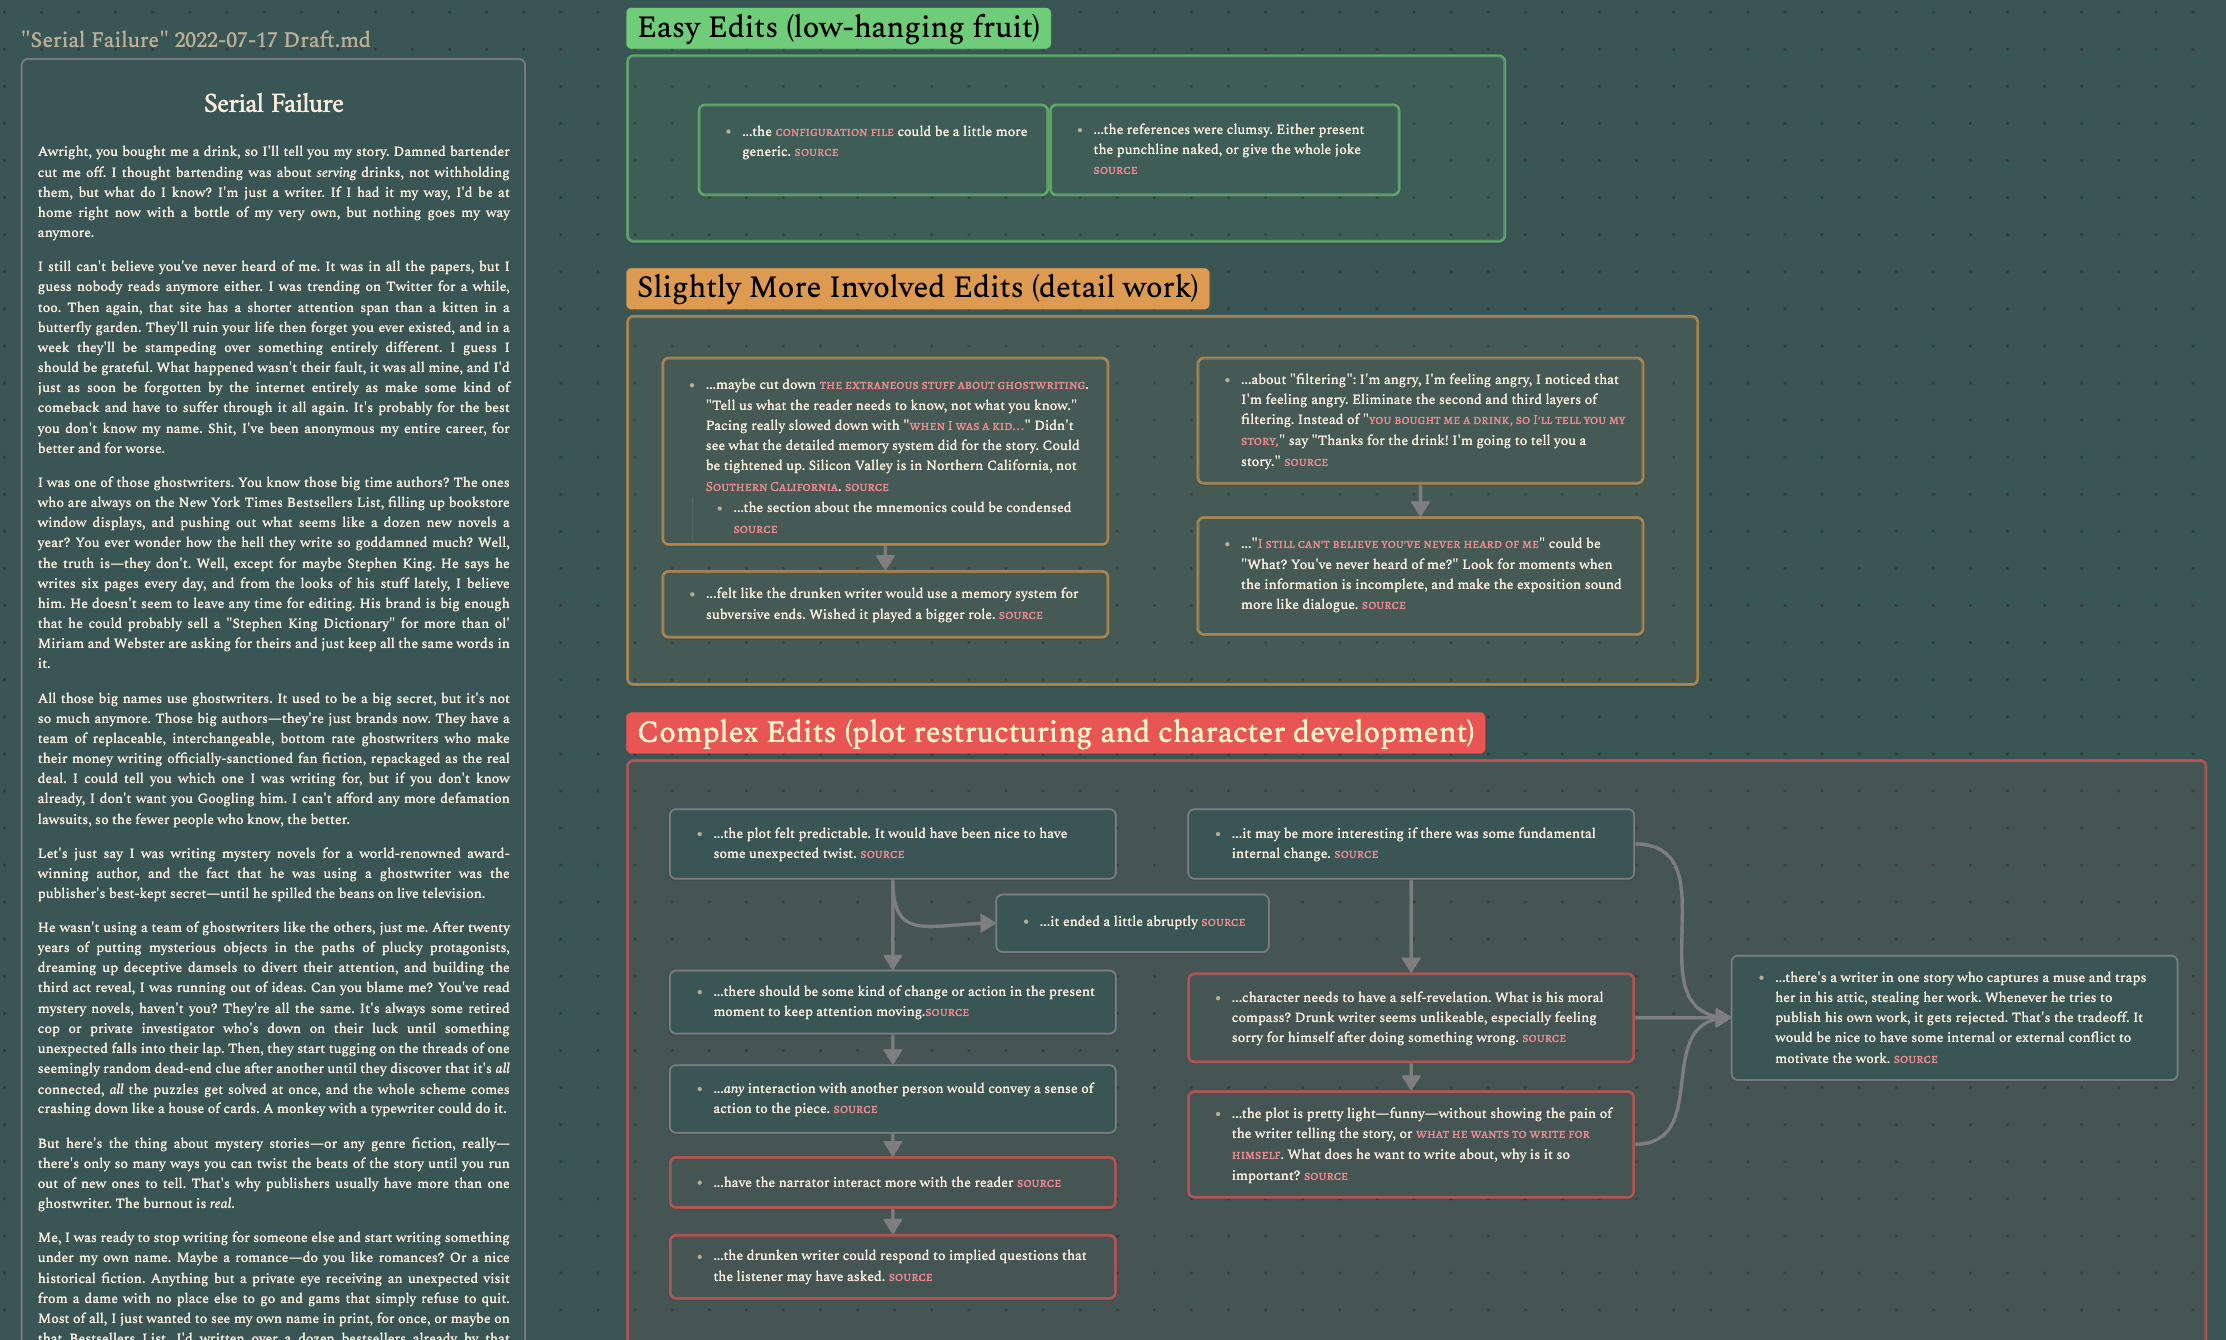 "Serial Failure" 2022-07-17 Draft.md
Serial Failure
Awright, you bought me a drink, so I'll tell you my story. Damned bartender
cut me off. I thought bartending was about serving drinks, not withholding
them, but what do I know? I'm just a writer. If I had it my way, I'd be at
home right now with a bottle of my very own, but nothing goes my way
anymore.
I still can't believe you've never heard of me. It was in all the papers, but I
guess nobody reads anymore either. I was trending on Twitter for a while,
too. Then again, that site has a shorter attention span than a kitten in a
butterfly garden. They'll ruin your life then forget you ever existed, and in a
week they'll be stampeding over something entirely different. I guess I
should be grateful. What happened wasn't their fault, it was all mine, and I'd
just as soon be forgotten by the internet entirely as make some kind of
comeback and have to suffer through it all again. It's probably for the best
you don't know my name. Shit, I've been anonymous my entire career, for
better and for worse.
I was one of those ghostwriters. You know those big time authors? The ones
who are always on the New York Times Bestsellers List, filling up bookstore
window displays, and pushing out what seems like a dozen new novels a
year? You ever wonder how the hell they write so goddamned much? Well,
the truth is—they don't. Well, except for maybe Stephen King. He says he
writes six pages every day, and from the looks of his stuff lately, I believe
him. He doesn't seem to leave any time for editing. His brand is big enough
that he could probably sell a "Stephen King Dictionary" for more than ol'
Miriam and Webster are asking for theirs and just keep all the same words in
it.
All those big names use ghostwriters. It used to be a big secret, but it's not
so much anymore. Those big authors—they're just brands now. They have a
team of replaceable, interchangeable, bottom rate ghostwriters who make
their money writing officially-sanctioned fan fiction, repackaged as the real
deal. I could tell you which one I was writing for, but if you don't know
already, I don't want you Googling him. I can't afford any more defamation
lawsuits, so the fewer people who know, the better.
Let's just say I was writing mystery novels for a world-renowned award-
winning author, and the fact that he was using a ghostwriter was the
publisher's best-kept secret—until he spilled the beans on live television.
He wasn't using a team of ghostwriters like the others, just me. After twenty
years of putting mysterious objects in the paths of plucky protagonists,
dreaming up deceptive damsels to divert their attention, and building the
third act reveal, I was running out of ideas. Can you blame me? You've read
mystery novels, haven't you? They're all the same. It's always some retired
cop or private investigator who's down on their luck until something
unexpected falls into their lap. Then, they start tugging on the threads of one
seemingly random dead-end clue after another until they discover that it's all
connected, all the puzzles get solved at once, and the whole scheme comes
crashing down like a house of cards. A monkey with a typewriter could do it.
But here's the thing about mystery stories—or any genre fiction, really—
there's only so many ways you can twist the beats of the story until you run
out of new ones to tell. That's why publishers usually have more than one
ghostwriter. The burnout is real.
Me, I was ready to stop writing for someone else and start writing something
under my own name. Maybe a romance—do you like romances? Or a nice
historical fiction. Anything but a private eye receiving an unexpected visit
from a dame with no place else to go and gams that simply refuse to quit.
Most of all, I just wanted to see my own name in print, for once, or maybe on
that Bestsellers List. I'd written over a dozen bestsellers already by that
Easy Edits (low-hanging fruit)
...the CONFIGURATION FILE could be a little more
generic. SOURCE
...the references were clumsy. Either present
the punchline naked, or give the whole joke
SOURCE
Slightly More Involved Edits (detail work)
...maybe cut down THE EXTRANEOUS STUFF ABOUT GHOSTWRITING.
"Tell us what the reader needs to know, not what you know."
Pacing really slowed down with "WHEN I WAS A KID..." Didn't
see what the detailed memory system did for the story. Could
be tightened up. Silicon Valley is in Northern California, not
SOUTHERN CALIFORNIA. SOURCE
...the section about the mnemonics could be condensed
SOURCE
...felt like the drunken writer would use a memory system for
subversive ends. Wished it played a bigger role. SOURCE
...about "filtering": I'm angry, I'm feeling angry, I noticed that
I'm feeling angry. Eliminate the second and third layers of
filtering. Instead of "YOU BOUGHT ME A DRINK, SO I'LL TELL YOU MY
STORY," say "Thanks for the drink! I'm going to tell you a
story." SOURCE
..."I STILL CAN'T BELIEVE YOU'VE NEVER HEARD OF ME" could be
"What? You've never heard of me?" Look for moments when
the information is incomplete, and make the exposition sound
more like dialogue. SOURCE
Complex Edits (plot restructuring and character development)
...the plot felt predictable. It would have been nice to have
some unexpected twist. SOURCE
...it ended a little abruptly SOURCE
...there should be some kind of change or action in the present
moment to keep attention moving.SOURCE
...any interaction with another person would convey a sense of
action to the piece. SOURCE
...have the narrator interact more with the reader SOURCE
...the drunken writer could respond to implied questions that
the listener may have asked. SOURCE
...it may be more interesting if there was some fundamental
internal change. SOURCE
...character needs to have a self-revelation. What is his moral
compass? Drunk writer seems unlikeable, especially feeling
sorry for himself after doing something wrong. SOURCE
...the plot is pretty light—funny—without showing the pain of
the writer telling the story, or WHAT HE WANTS TO WRITE FOR
HIMSELF. What does he want to write about, why is it so
important? SOURCE
...there's a writer in one story who captures a muse and traps
her in his attic, stealing her work. Whenever he tries to
publish his own work, it gets rejected. That's the tradeoff. It
would be nice to have some internal or external conflict to
motivate the work. SOURCE